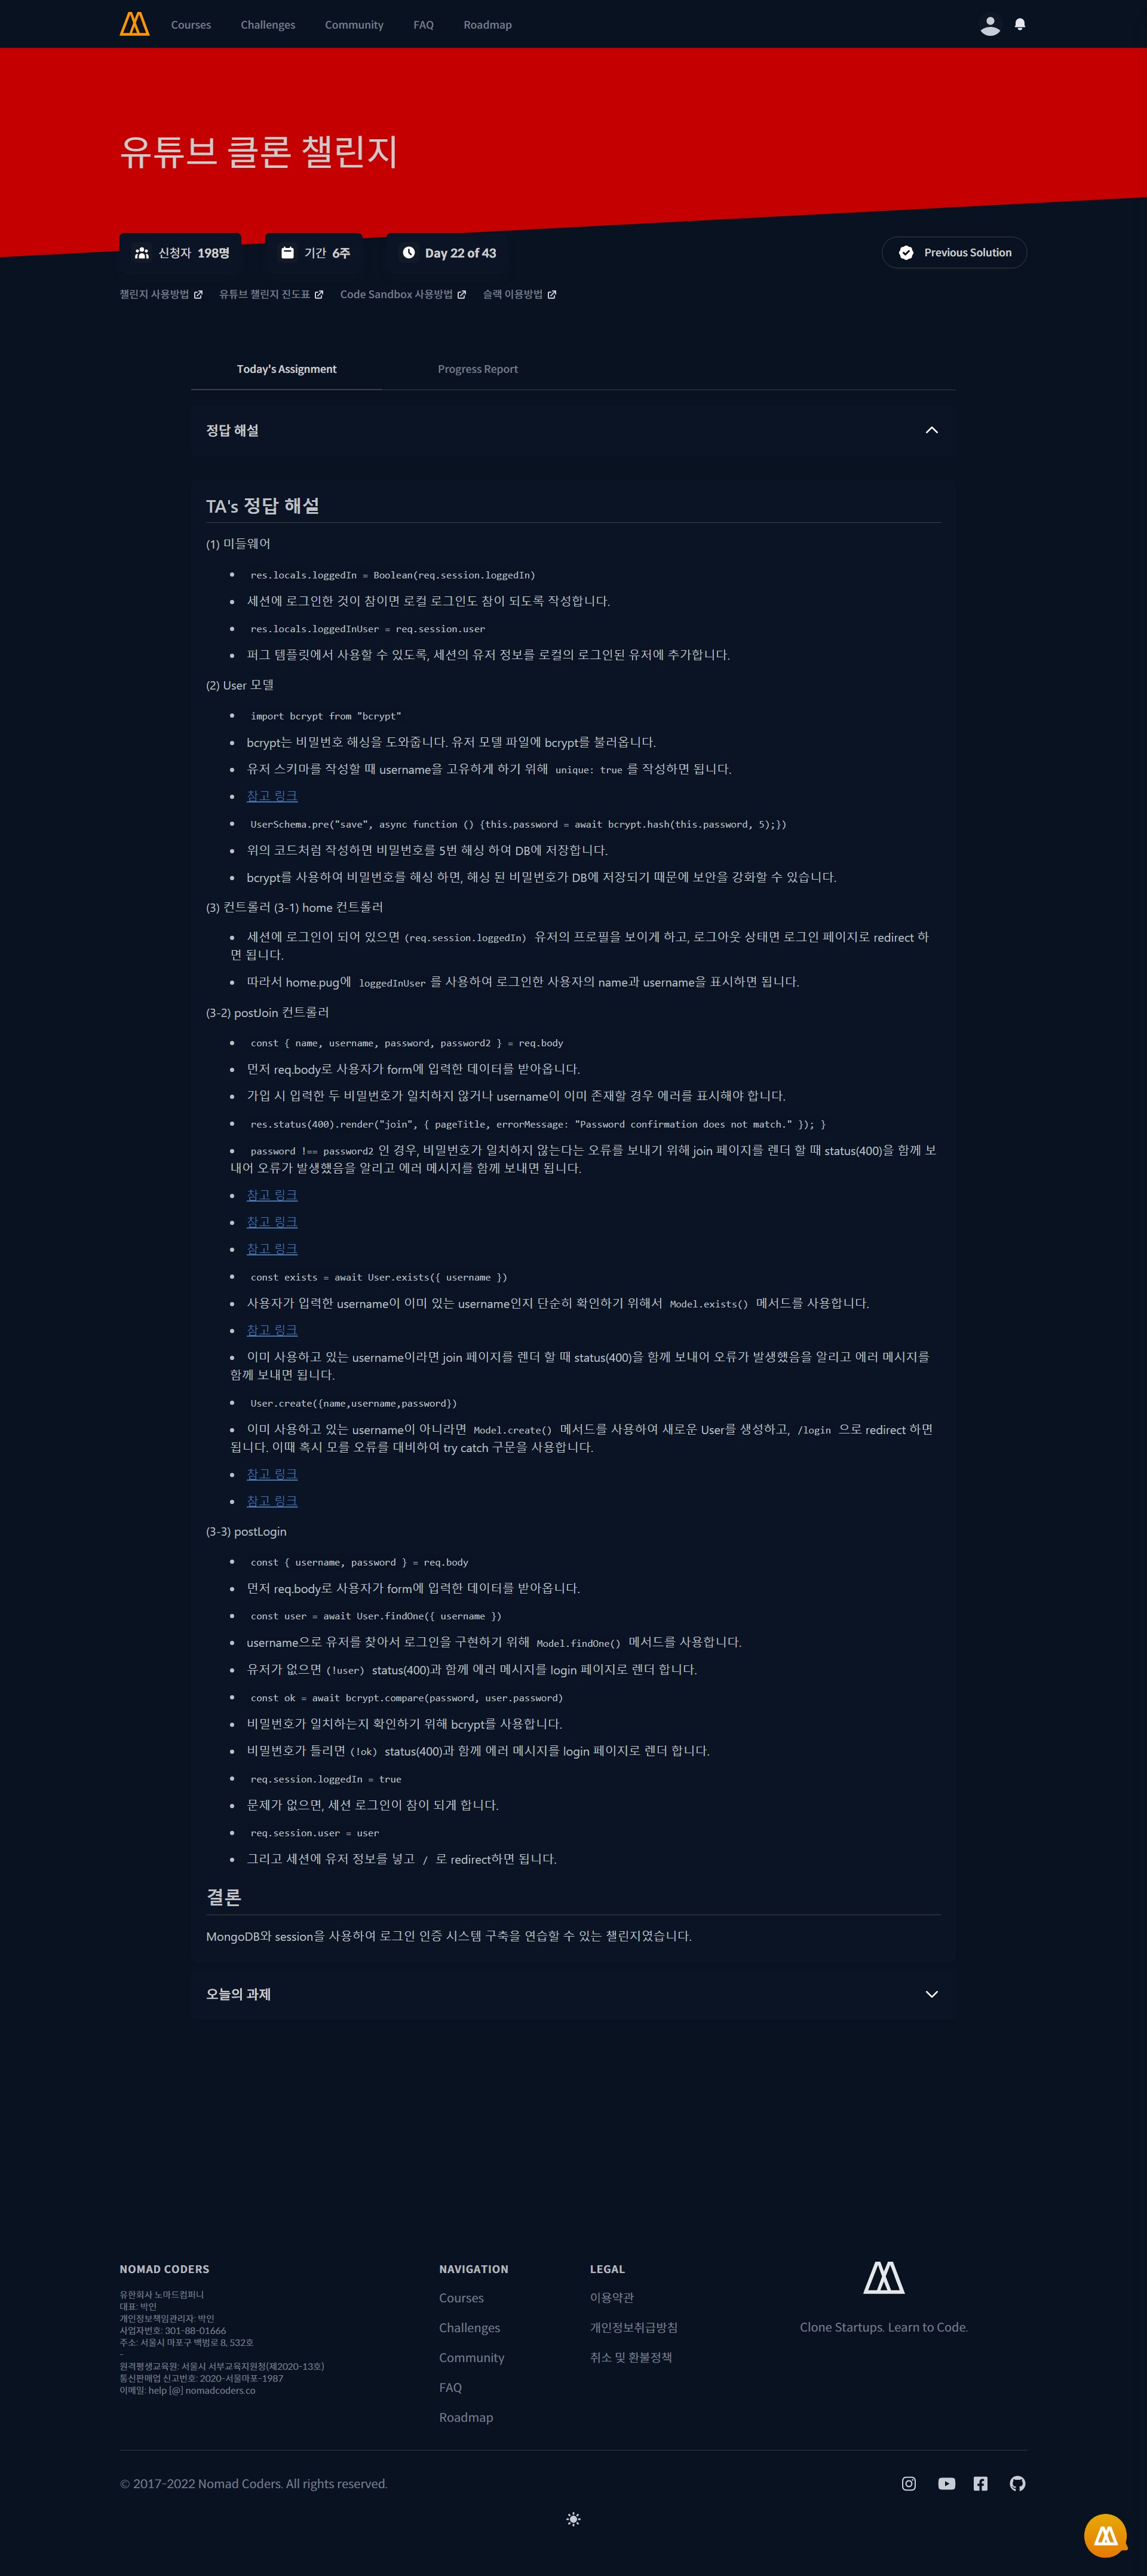 Courses Challenges Community FAQ Roadmap
유튜브 클론 챌린지
신청자 198명 기간 6주 Day 22 of 43 Previous Solution
챌린지 사용방법 유튜브 챌린지 진도표 Code Sandbox 사용방법 슬랙 이용방법
Today's Assignment Progress Report
정답 해설
TA's 정답 해설
(1) 미들웨어
• res.locals.loggedIn = Boolean(req.session.loggedIn)
• 세션에 로그인한 것이 참이면 로컬 로그인도 참이 되도록 작성합니다.
• res.locals.loggedInUser = req.session.user
• 퍼그 템플릿에서 사용할 수 있도록, 세션의 유저 정보를 로컬의 로그인된 유저에 추가합니다.
(2) User 모델
• import bcrypt from "bcrypt"
• bcrypt는 비밀번호 해싱을 도와줍니다. 유저 모델 파일에 bcrypt를 불러옵니다.
• 유저 스키마를 작성할 때 username을 고유하게 하기 위해 unique: true 를 작성하면 됩니다.
• 참고 링크
• UserSchema.pre("save", async function () {this.password = await bcrypt.hash(this.password, 5);})
• 위의 코드처럼 작성하면 비밀번호를 5번 해싱 하여 DB에 저장합니다.
• bcrypt를 사용하여 비밀번호를 해싱 하면, 해싱 된 비밀번호가 DB에 저장되기 때문에 보안을 강화할 수 있습니다.
(3) 컨트롤러 (3-1) home 컨트롤러
• 세션에 로그인이 되어 있으면 (req.session.loggedIn) 유저의 프로필을 보이게 하고, 로그아웃 상태면 로그인 페이지로 redirect 하
면 됩니다.
• 따라서 home.pug에 loggedInUser 를 사용하여 로그인한 사용자의 name과 username을 표시하면 됩니다.
(3-2) postJoin 컨트롤러
• const { name, username, password, password2 } = req.body
• 먼저 req.body로 사용자가 form에 입력한 데이터를 받아옵니다.
• 가입 시 입력한 두 비밀번호가 일치하지 않거나 username이 이미 존재할 경우 에러를 표시해야 합니다.
• res.status(400).render("join", { pageTitle, errorMessage: "Password confirmation does not match." }); }
• password !== password2 인 경우, 비밀번호가 일치하지 않는다는 오류를 보내기 위해 join 페이지를 렌더 할 때 status(400)을 함께 보
내어 오류가 발생했음을 알리고 에러 메시지를 함께 보내면 됩니다.
• 참고 링크
• 참고 링크
• 참고 링크
• const exists = await User.exists({ username })
• 사용자가 입력한 username이 이미 있는 username인지 단순히 확인하기 위해서 Model.exists() 메서드를 사용합니다.
• 참고 링크
• 이미 사용하고 있는 username이라면 join 페이지를 렌더 할 때 status(400)을 함께 보내어 오류가 발생했음을 알리고 에러 메시지를
함께 보내면 됩니다.
• User.create({name,username,password})
• 이미 사용하고 있는 username이 아니라면 Model.create() 메서드를 사용하여 새로운 User를 생성하고, /login 으로 redirect 하면
됩니다. 이때 혹시 모를 오류를 대비하여 try catch 구문을 사용합니다.
• 참고 링크
• 참고 링크
(3-3) postLogin
• const { username, password } = req.body
• 먼저 req.body로 사용자가 form에 입력한 데이터를 받아옵니다.
• const user = await User.findOne({ username })
• username으로 유저를 찾아서 로그인을 구현하기 위해 Model.findOne() 메서드를 사용합니다.
• 유저가 없으면 (!user) status(400)과 함께 에러 메시지를 login 페이지로 렌더 합니다.
• const ok = await bcrypt.compare(password, user.password)
• 비밀번호가 일치하는지 확인하기 위해 bcrypt를 사용합니다.
• 비밀번호가 틀리면 (!ok) status(400)과 함께 에러 메시지를 login 페이지로 렌더 합니다.
• req.session.loggedIn = true
• 문제가 없으면, 세션 로그인이 참이 되게 합니다.
• req.session.user = user
• 그리고 세션에 유저 정보를 넣고 / 로 redirect하면 됩니다.
결론
MongoDB와 session을 사용하여 로그인 인증 시스템 구축을 연습할 수 있는 챌린지였습니다.
오늘의 과제
NOMAD CODERS
유한회사 노마드컴퍼니
대표: 박인
개인정보책임관리자: 박인
사업자번호: 301-88-01666
주소: 서울시 마포구 백범로 8, 532호
-
원격평생교육원: 서울시 서부교육지원청(제2020-13호)
통신판매업 신고번호: 2020-서울마포-1987
이메일: help [@] nomadcoders.co
NAVIGATION
Courses
Challenges
Community
FAQ
Roadmap
LEGAL
이용약관
개인정보취급방침
취소 및 환불정책
Clone Startups. Learn to Code.
© 2017-2022 Nomad Coders. All rights reserved.